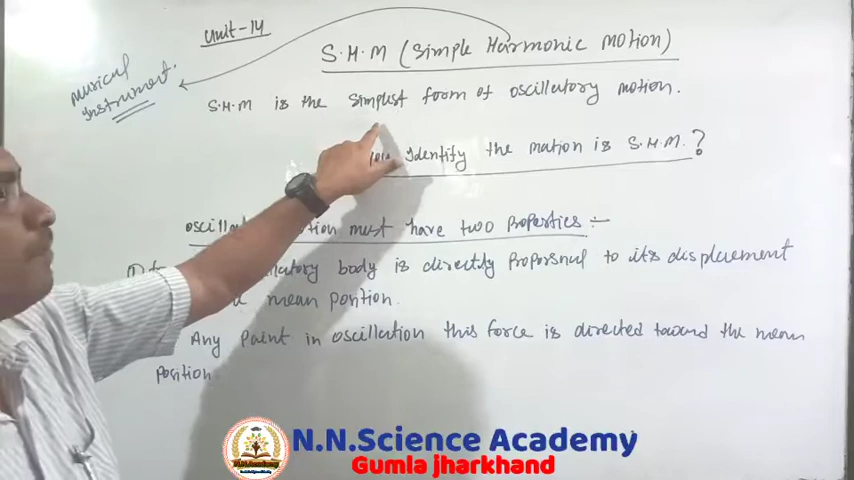 Unit-14
S.H.M (Simple Harmonic Motion)
musical
instrument.
S.H.M is the simplest form of oscillatory motion.
Identify the mation is S.H.M.?
must have two Properties :-
body is directly Proporsnul to its displacement
mean position.
Any point in oscillation this force is directed toward the mean
position.
N.N.Science Academy
Gumla jharkhand